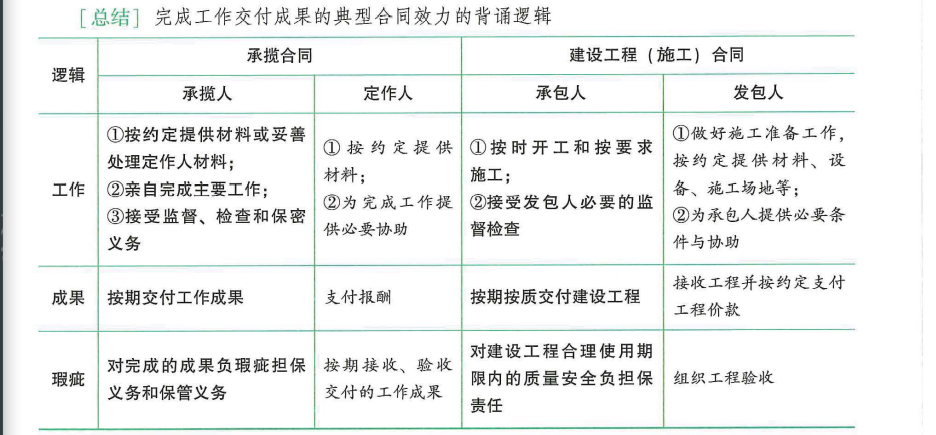 ［总结］ 完成工作交付成果的典型合同效力的背诵逻辑
逻辑
承揽合同
建设工程（施工）合同
承揽人
定作人
承包人
发包人
工作
①按约定提供材料或妥善
处理定作人材料；
②亲自完成主要工作；
③接受监督、检查和保密
义务
①按约定提供
材料；
②为完成工作提
供必要协助
①按时开工和按要求
施工；
②接受发包人必要的监
督检查
①做好施工准备工作，
按约定提供材料、设
备、施工场地等；
②为承包人提供必要条
件与协助
成果
按期交付工作成果
支付报酬
按期按质交付建设工程
接收工程并按约定支付
工程价款
瑕疵
对完成的成果负瑕疵担保
义务和保管义务
按期接收、验收
交付的工作成果
对建设工程合理使用期
限内的质量安全负担保
责任
组织工程验收